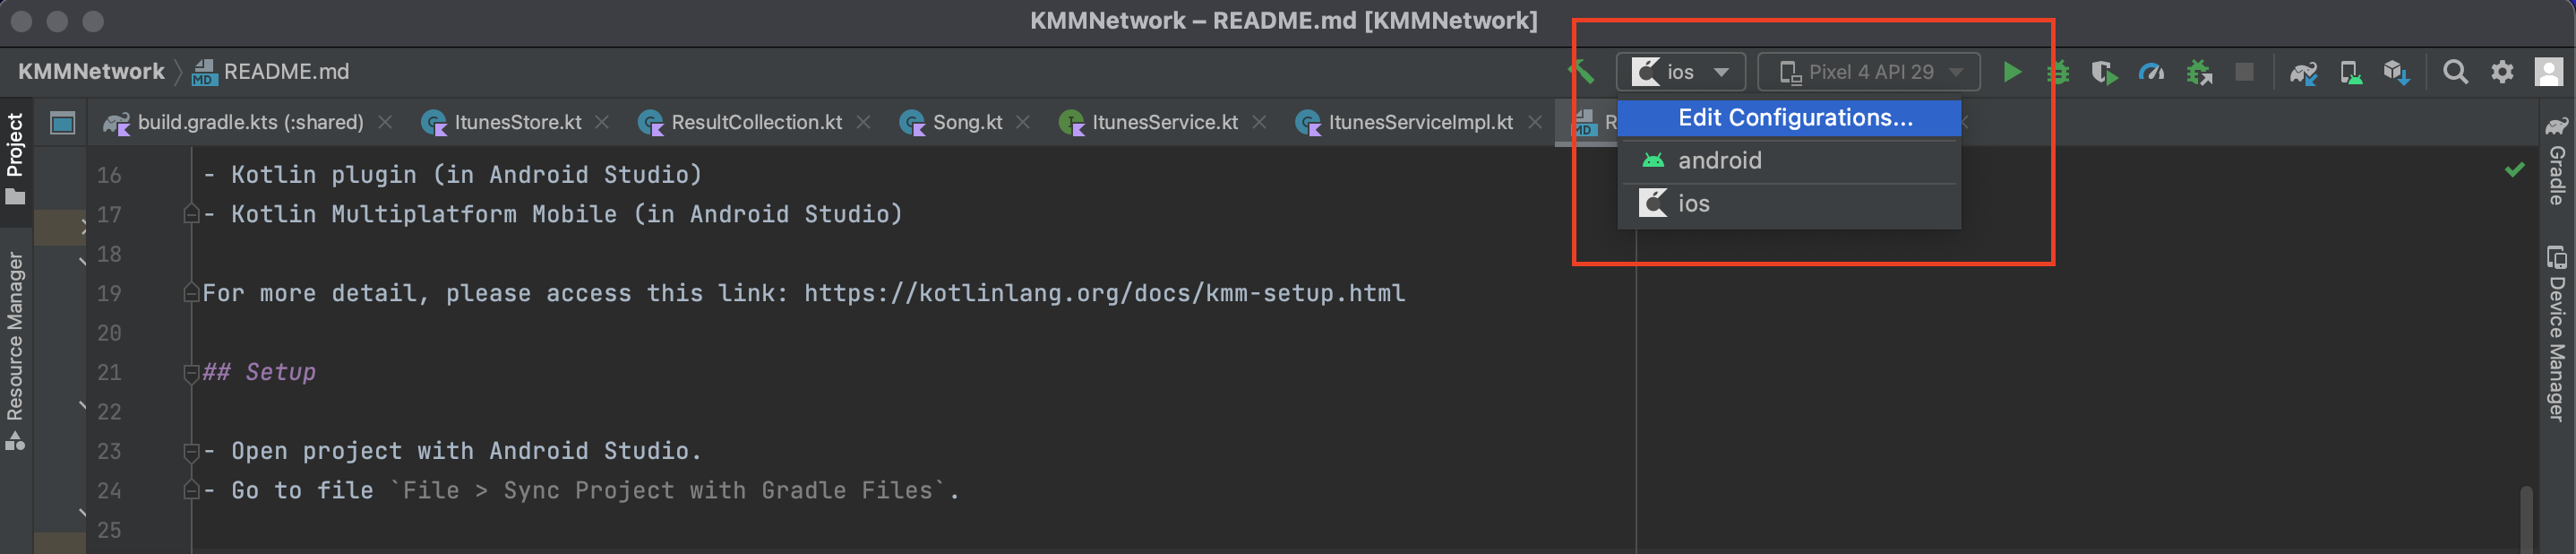 KMMNetwork – README.md [KMMNetwork]
KMMNetwork README.md
ios Pixel 4 API 29
build.gradle.kts (:shared) ItunesStore.kt ResultCollection.kt Song.kt ItunesService.kt ItunesServiceImpl.kt MD R
Edit Configurations...
android
ios
Project
Resource Manager
Gradle
Device Manager
16 - Kotlin plugin (in Android Studio)
17 - Kotlin Multiplatform Mobile (in Android Studio)
18
19 For more detail, please access this link: https://kotlinlang.org/docs/kmm-setup.html
20
21 ## Setup
22
23 - Open project with Android Studio.
24 - Go to file `File > Sync Project with Gradle Files`.
25